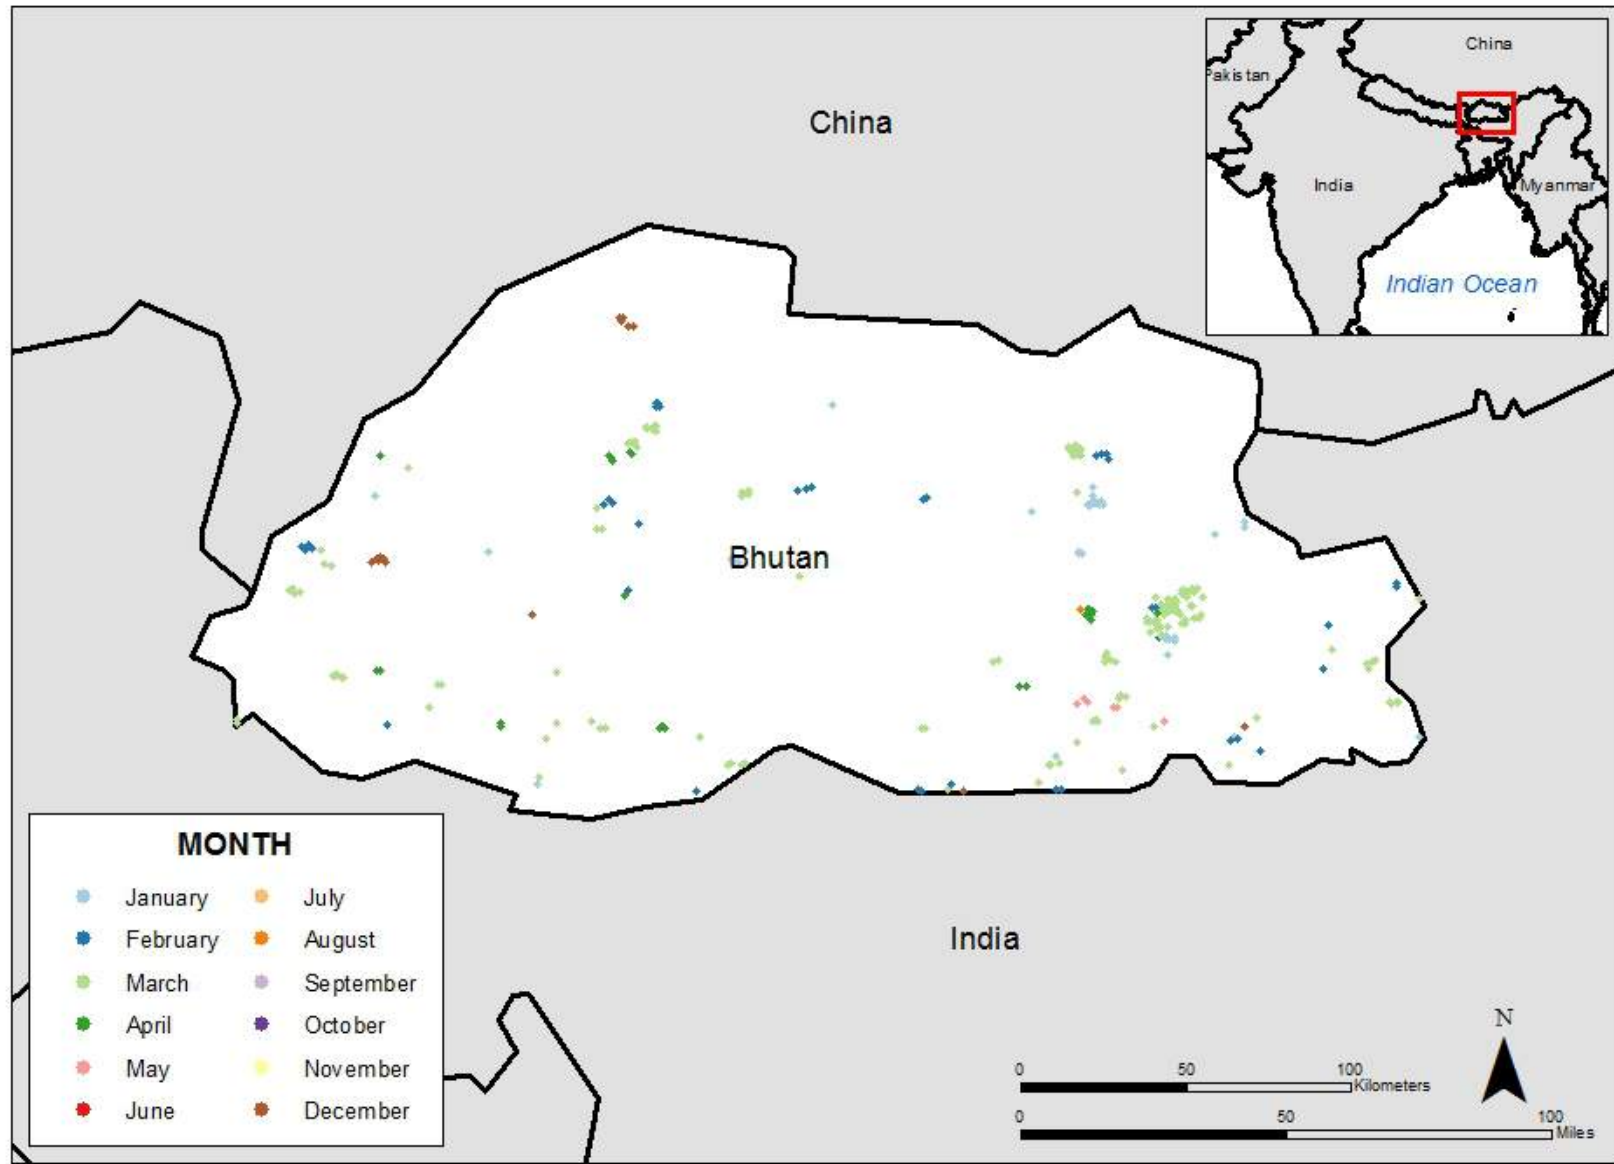 China
China
Pakistan
India
Myanmar
Indian Ocean
Bhutan
India
MONTH
January
July
February
August
March
September
April
October
May
November
June
December
N
0 50 100
Kilometers
0 50 100
Miles